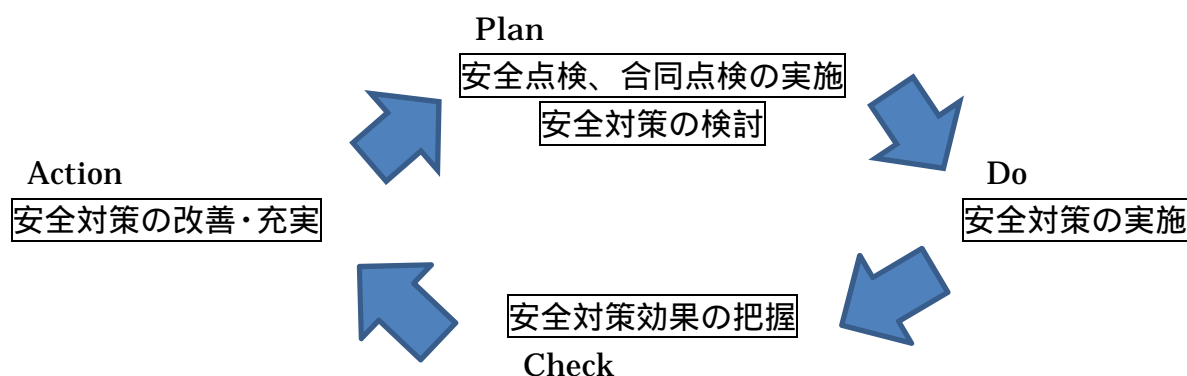 Plan
安全点検、合同点検の実施
安全対策の検討
Do
安全対策の実施
安全対策効果の把握
Check
Action
安全対策の改善・充実